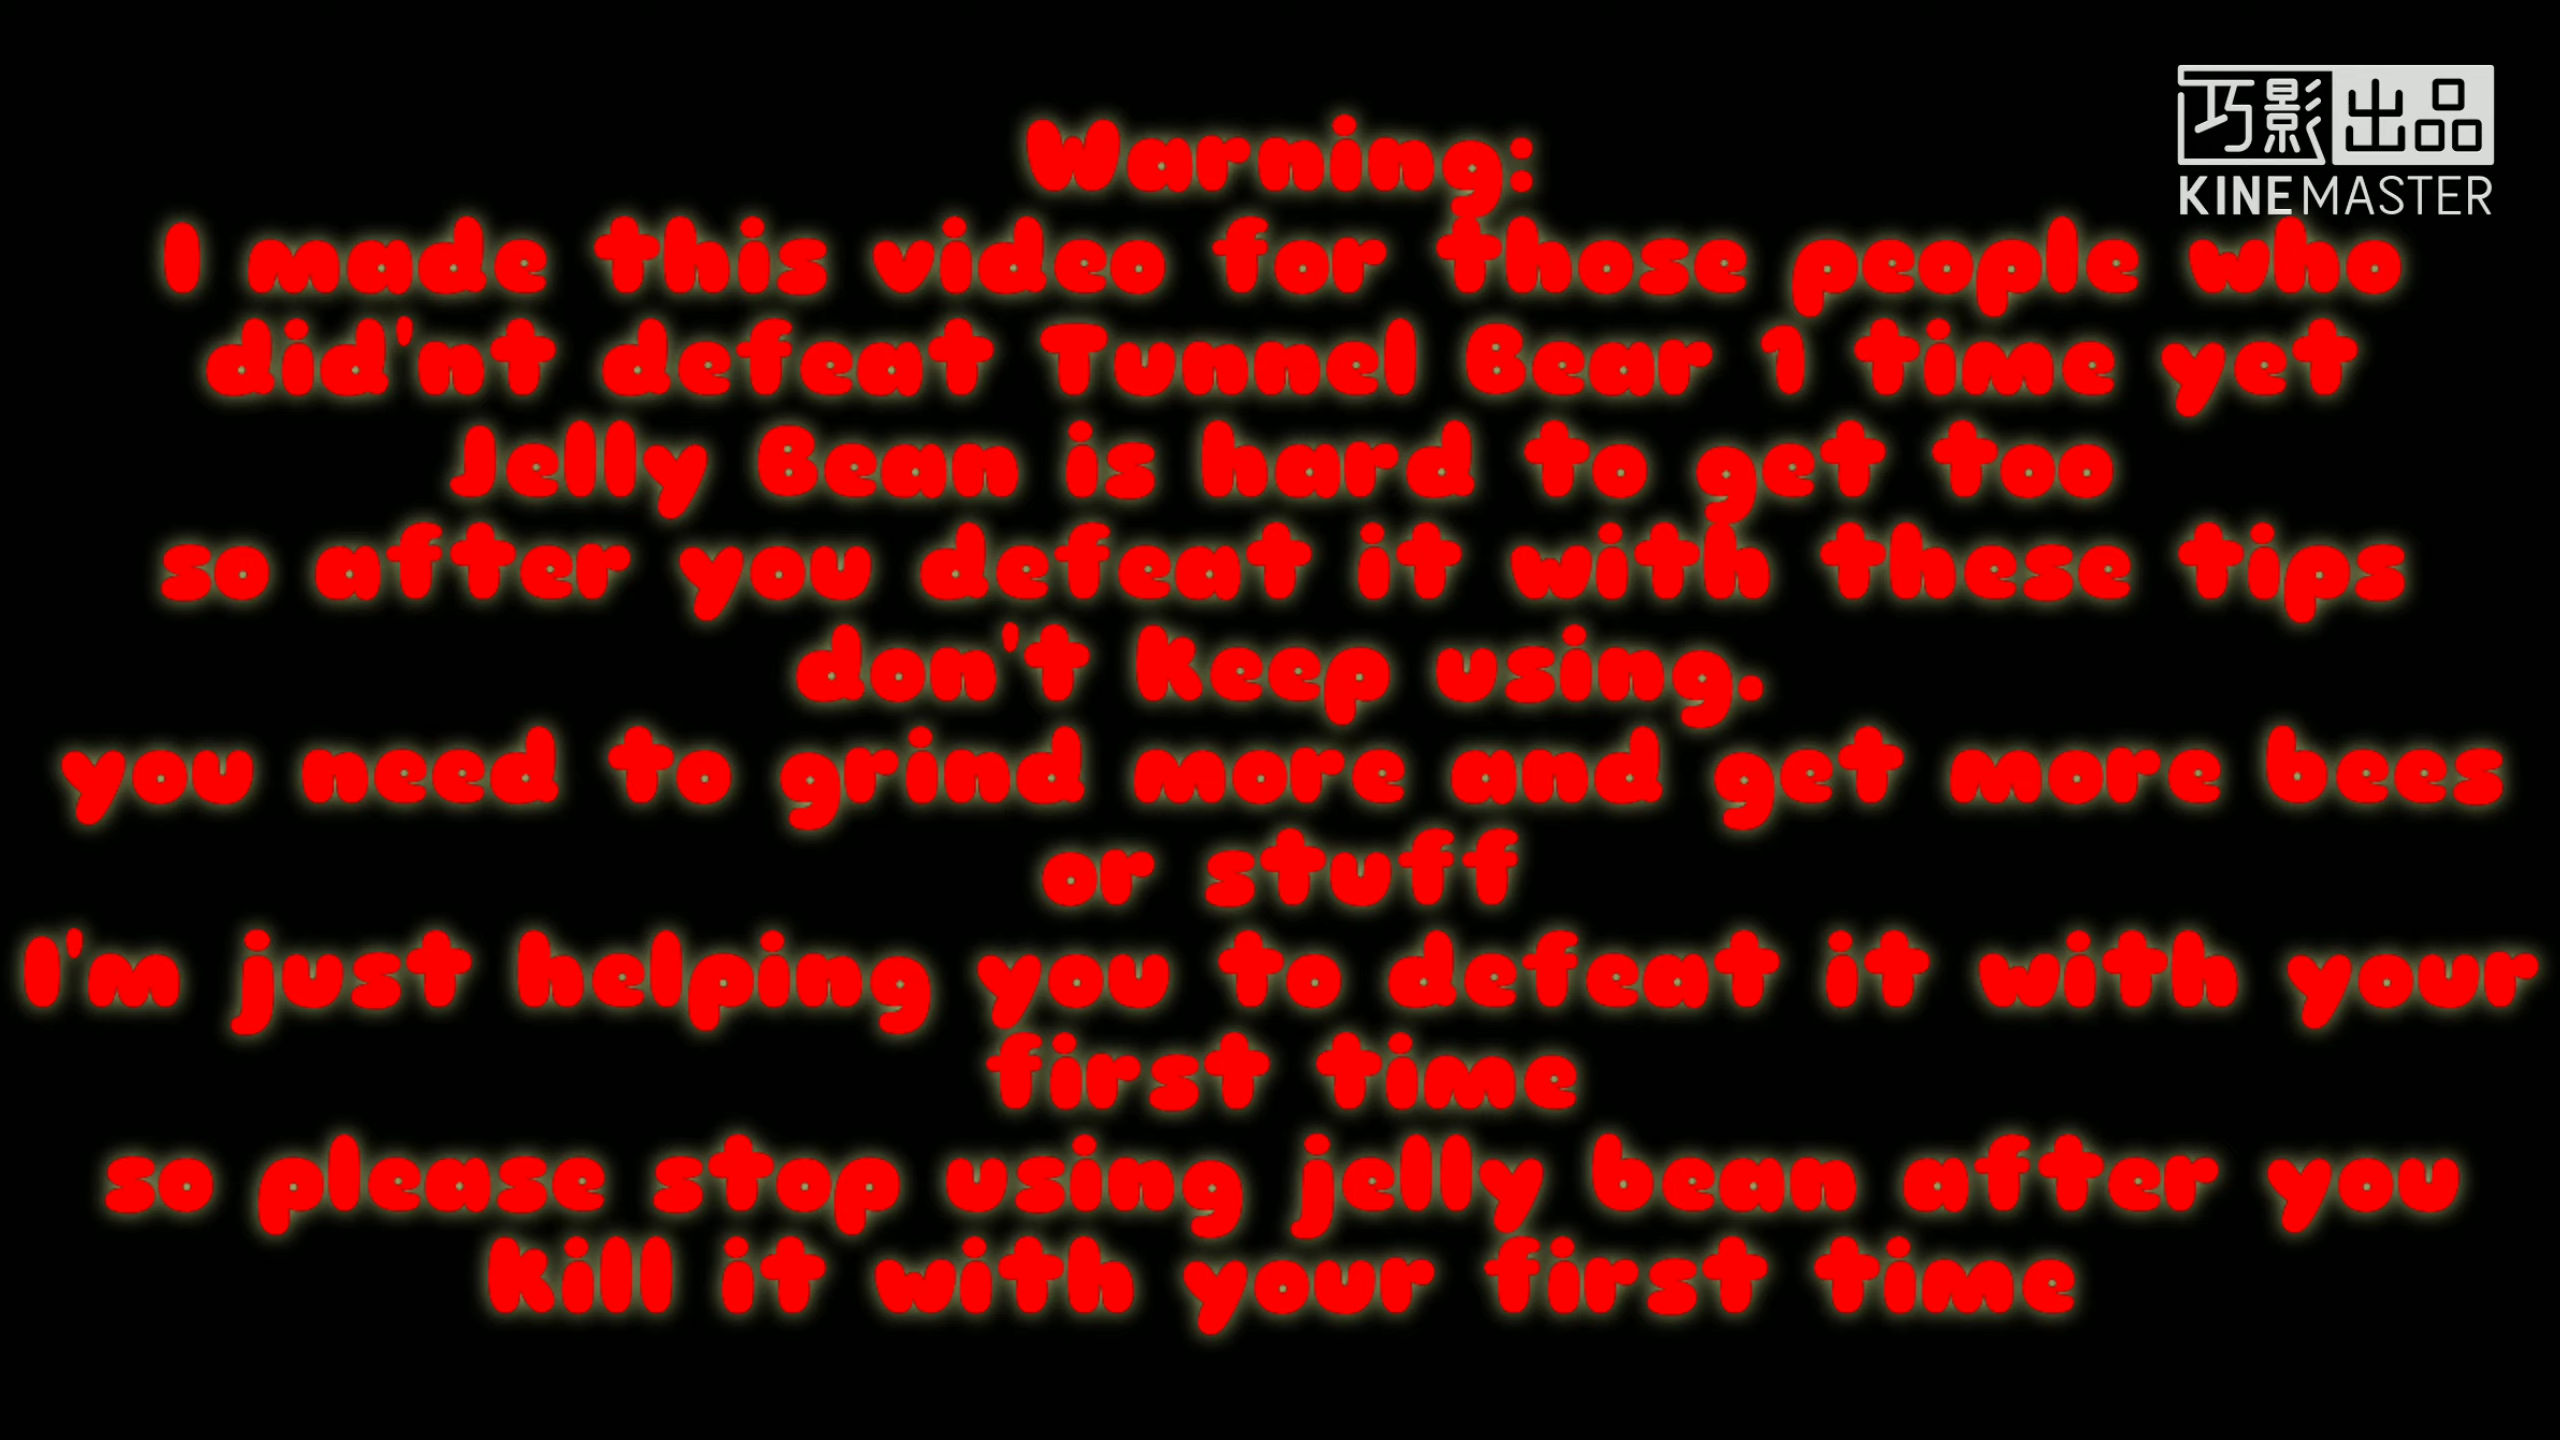 巧影出品
KINEMASTER
Warning:
I made this video for those people who
did'nt defeat Tunnel Bear 1 time yet
Jelly Bean is hard to get too
so after you defeat it with these tips
don't keep using.
you need to grind more and get more bees
or stuff
I'm just helping you to defeat it with your
first time
so please stop using jelly bean after you
kill it with your first time